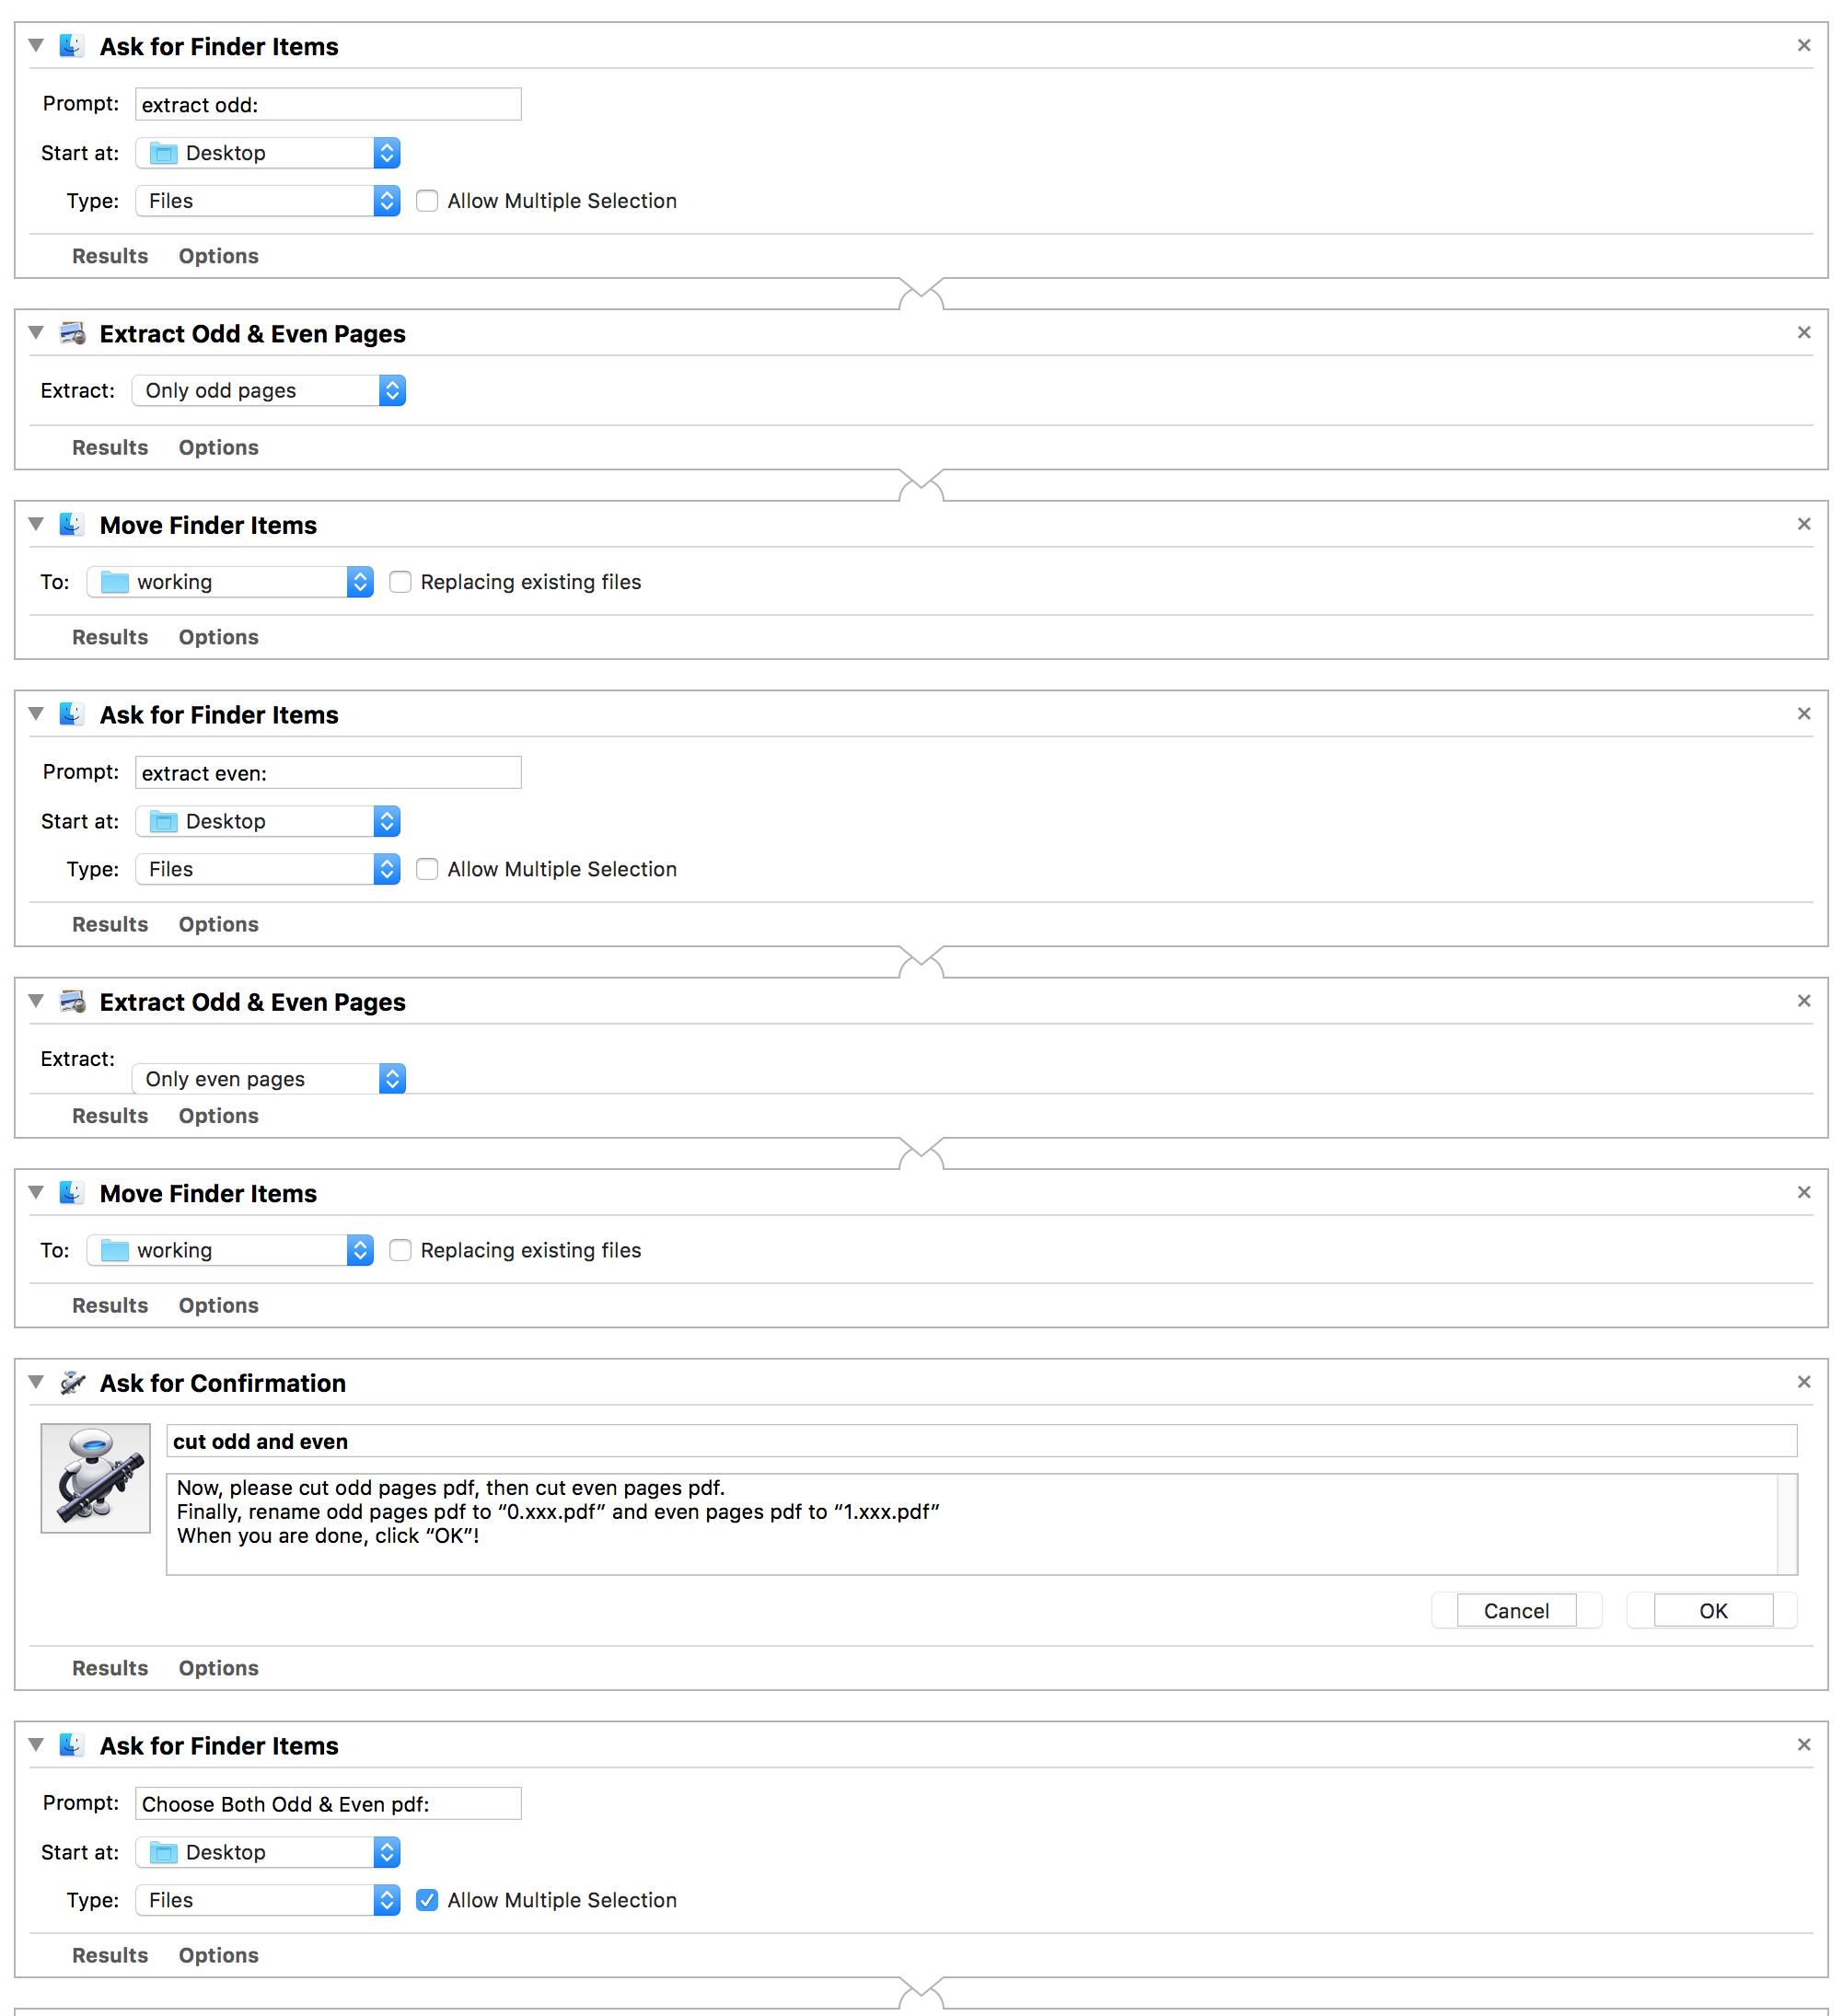 Ask for Finder Items
Prompt: extract odd:
Start at: Desktop
Type: Files Allow Multiple Selection
Results Options
Extract Odd & Even Pages
Extract: Only odd pages
Results Options
Move Finder Items
To: working Replacing existing files
Results Options
Ask for Finder Items
Prompt: extract even:
Start at: Desktop
Type: Files Allow Multiple Selection
Results Options
Extract Odd & Even Pages
Extract: Only even pages
Results Options
Move Finder Items
To: working Replacing existing files
Results Options
Ask for Confirmation
cut odd and even
Now, please cut odd pages pdf, then cut even pages pdf.
Finally, rename odd pages pdf to “0.xxx.pdf” and even pages pdf to “1.xxx.pdf”
When you are done, click “OK”!
Cancel OK
Results Options
Ask for Finder Items
Prompt: Choose Both Odd & Even pdf:
Start at: Desktop
Type: Files Allow Multiple Selection
Results Options